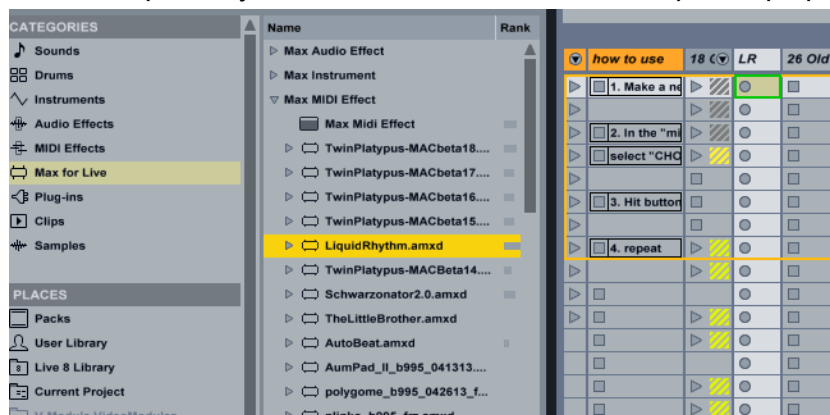 CATEGORIES
Sounds
Drums
Instruments
Audio Effects
MIDI Effects
Max for Live
Plug-ins
Clips
Samples
PLACES
Packs
User Library
Live 8 Library
Current Project
Name Rank
Max Audio Effect
Max Instrument
Max MIDI Effect
Max Midi Effect
TwinPlatypus-MACbeta18....
TwinPlatypus-MACbeta17....
TwinPlatypus-MACbeta16....
TwinPlatypus-MACbeta15....
LiquidRhythm.amxd
TwinPlatypus-MACBeta14....
Schwarzonator2.0.amxd
TheLittleBrother.amxd
AutoBeat.amxd
AumPad_II_b995_041313....
polygome_b995_042613_f...
how to use 18 C LR 26 Old
1. Make a ne
2. In the "mi
select "CHO
3. Hit button
4. repeat